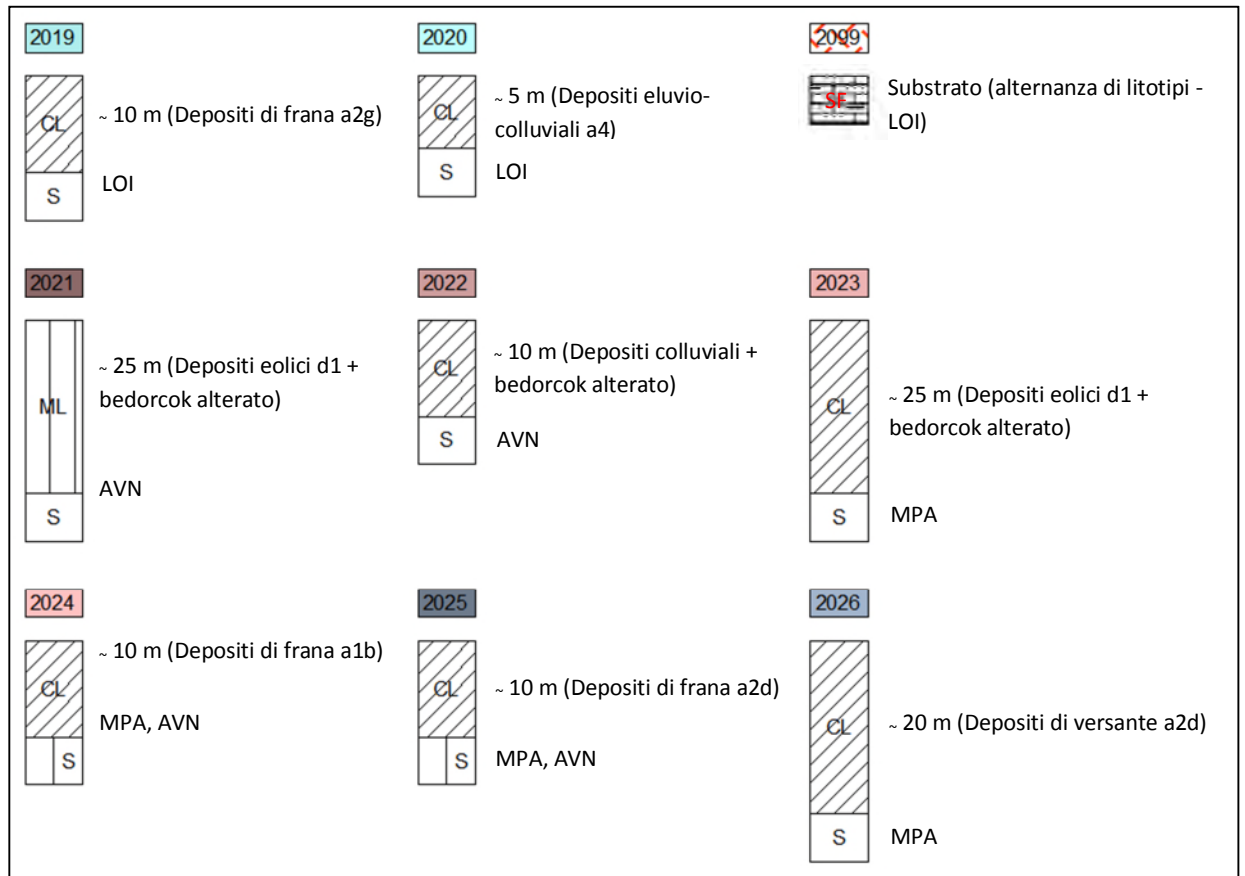 2019
CL
~ 10 m (Depositi di frana a2g)
S
LOI
2020
CL
~ 5 m (Depositi eluvio-
colluviali a4)
S
LOI
2099
SF
Substrato (alternanza di litotipi -
LOI)
2021
ML
~ 25 m (Depositi eolici d1 +
bedorcok alterato)
S
AVN
2022
CL
~ 10 m (Depositi colluviali +
bedorcok alterato)
S
AVN
2023
CL
~ 25 m (Depositi eolici d1 +
bedorcok alterato)
S
MPA
2024
CL
~ 10 m (Depositi di frana a1b)
S
MPA, AVN
2025
CL
~ 10 m (Depositi di frana a2d)
S
MPA, AVN
2026
CL
~ 20 m (Depositi di versante a2d)
S
MPA